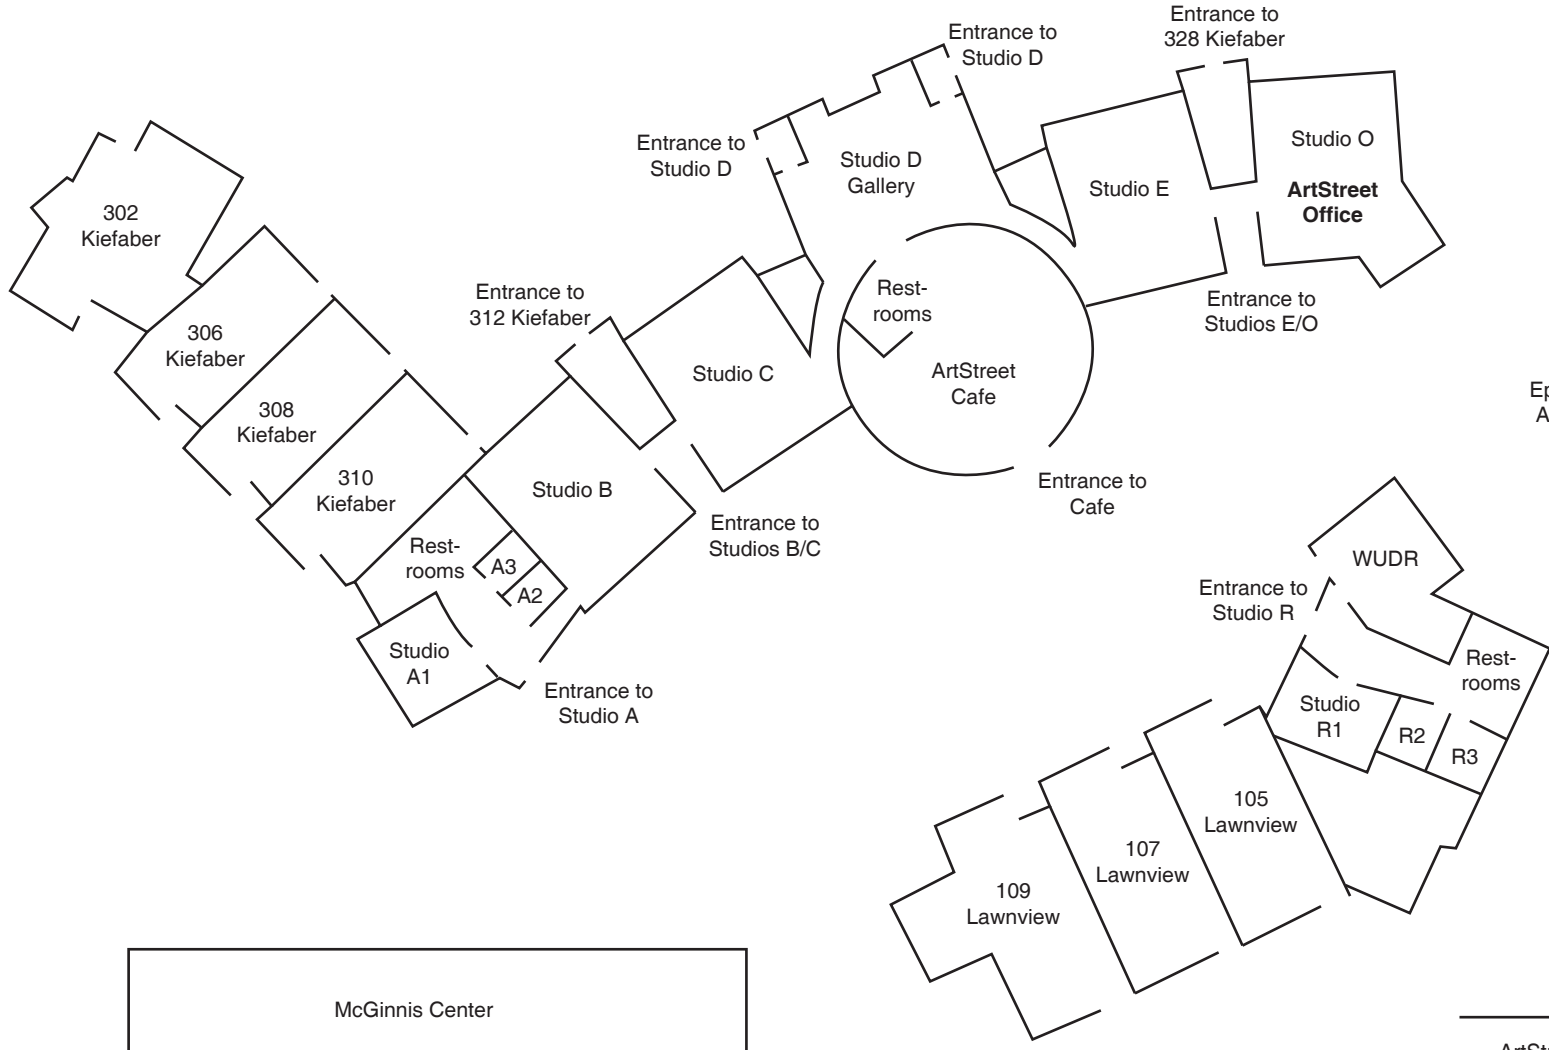 Entrance to
328 Kiefaber
Entrance to
Studio D
Entrance to
Studio D
Studio D
Gallery
Studio E
Studio O
ArtStreet
Office
302
Kiefaber
306
Kiefaber
308
Kiefaber
310
Kiefaber
Entrance to
312 Kiefaber
Rest-
rooms
Entrance to
Studios E/O
Studio C
ArtStreet
Cafe
Ep
A
Studio B
Entrance to
Cafe
Entrance to
Studios B/C
Rest-
rooms
A3
A2
Studio
A1
Entrance to
Studio A
WUDR
Entrance to
Studio R
Rest-
rooms
Studio
R1
R2
R3
105
Lawnview
107
Lawnview
109
Lawnview
McGinnis Center